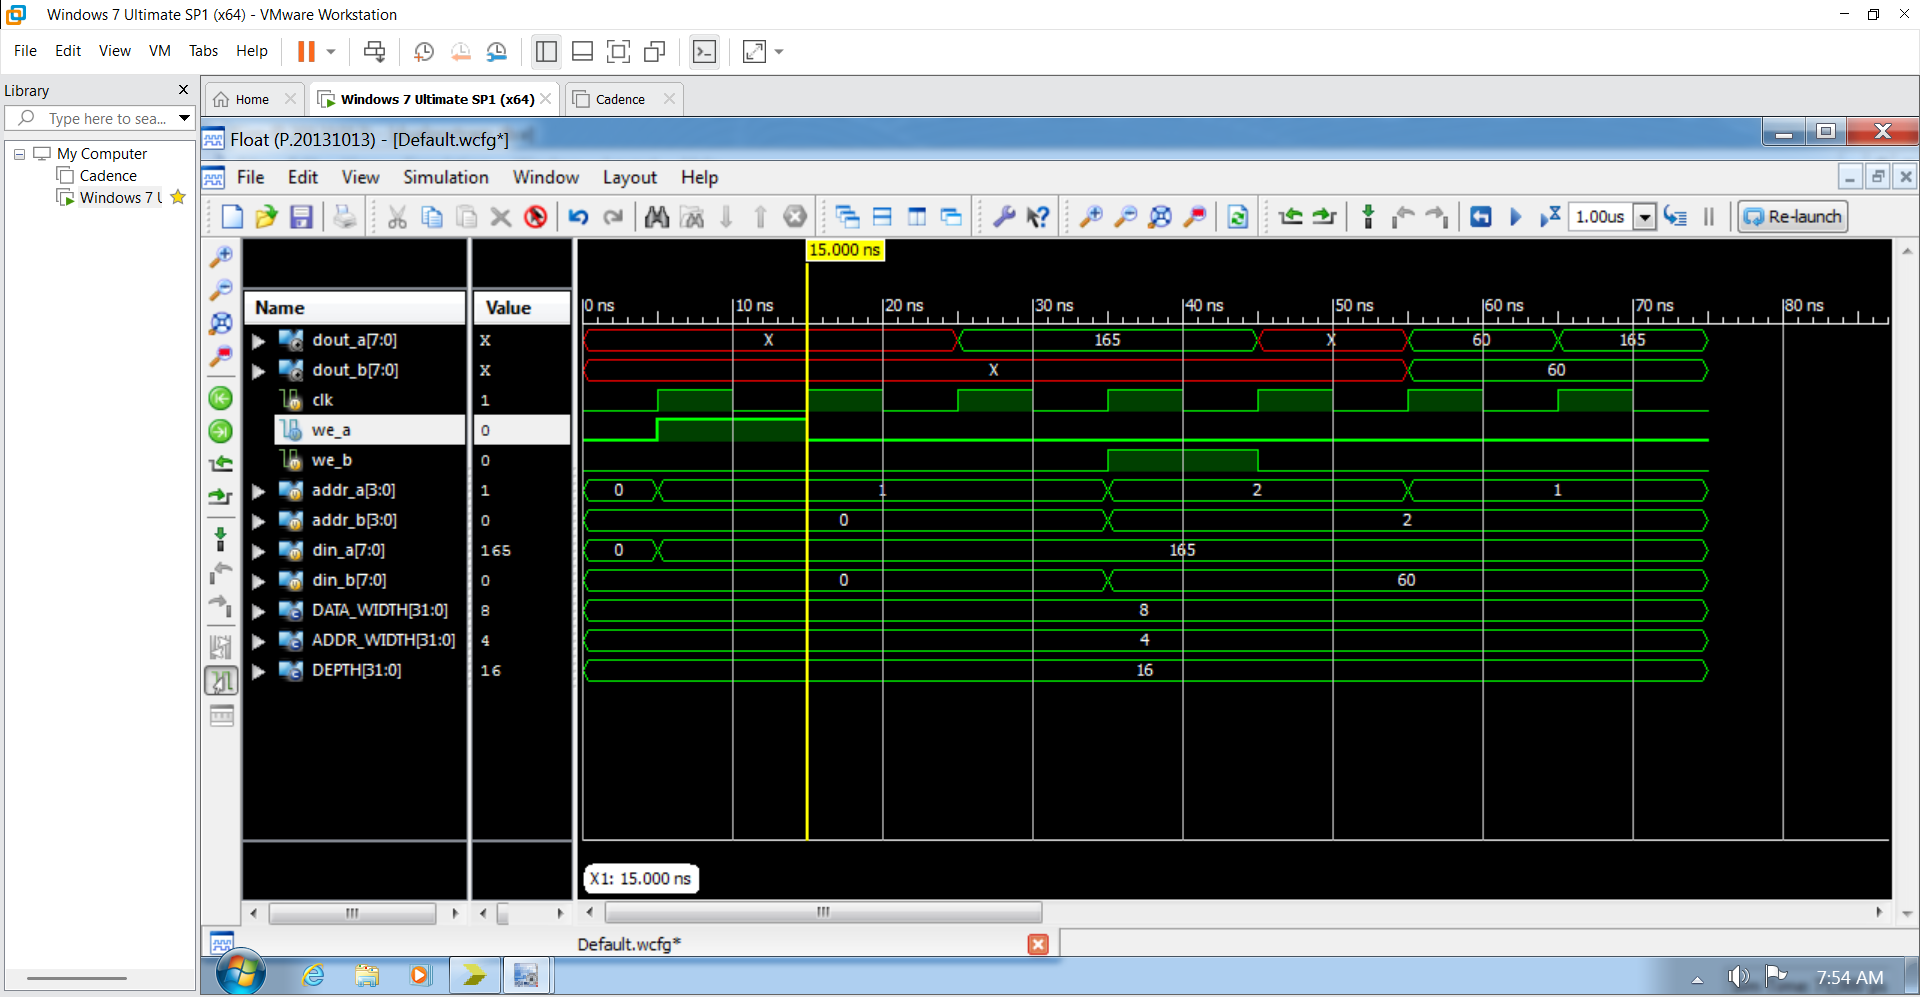 Windows 7 Ultimate SP1 (x64) - VMware Workstation
File Edit View VM Tabs Help
Library
Type here to sea...
My Computer
Cadence
Windows 7 U
Home
Windows 7 Ultimate SP1 (x64)
Cadence
Float (P.20131013) - [Default.wcfg*]
File Edit View Simulation Window Layout Help
1.00us
Re-launch
15.000 ns
Name Value
0 ns 10 ns 20 ns 30 ns 40 ns 50 ns 60 ns 70 ns 80 ns
dout_a[7:0] X X 165 X 60 165
dout_b[7:0] X X 60
clk 1
we_a 0
we_b 0
addr_a[3:0] 1 0 1 2 1
addr_b[3:0] 0 0 2
din_a[7:0] 165 0 165
din_b[7:0] 0 0 60
DATA_WIDTH[31:0] 8 8
ADDR_WIDTH[31:0] 4 4
DEPTH[31:0] 16 16
X1: 15.000 ns
Default.wcfg*
7:54 AM